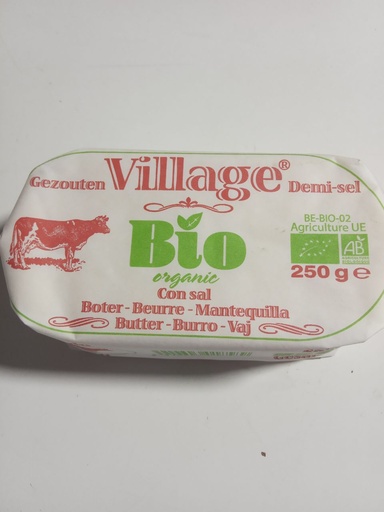 Village®
Gezouten
Demi-sel
Bio
organic
BE-BIO-02
Agriculture UE
AB
250 g e
Con sal
Boter - Beurre - Mantequilla
Butter - Burro - Vaj